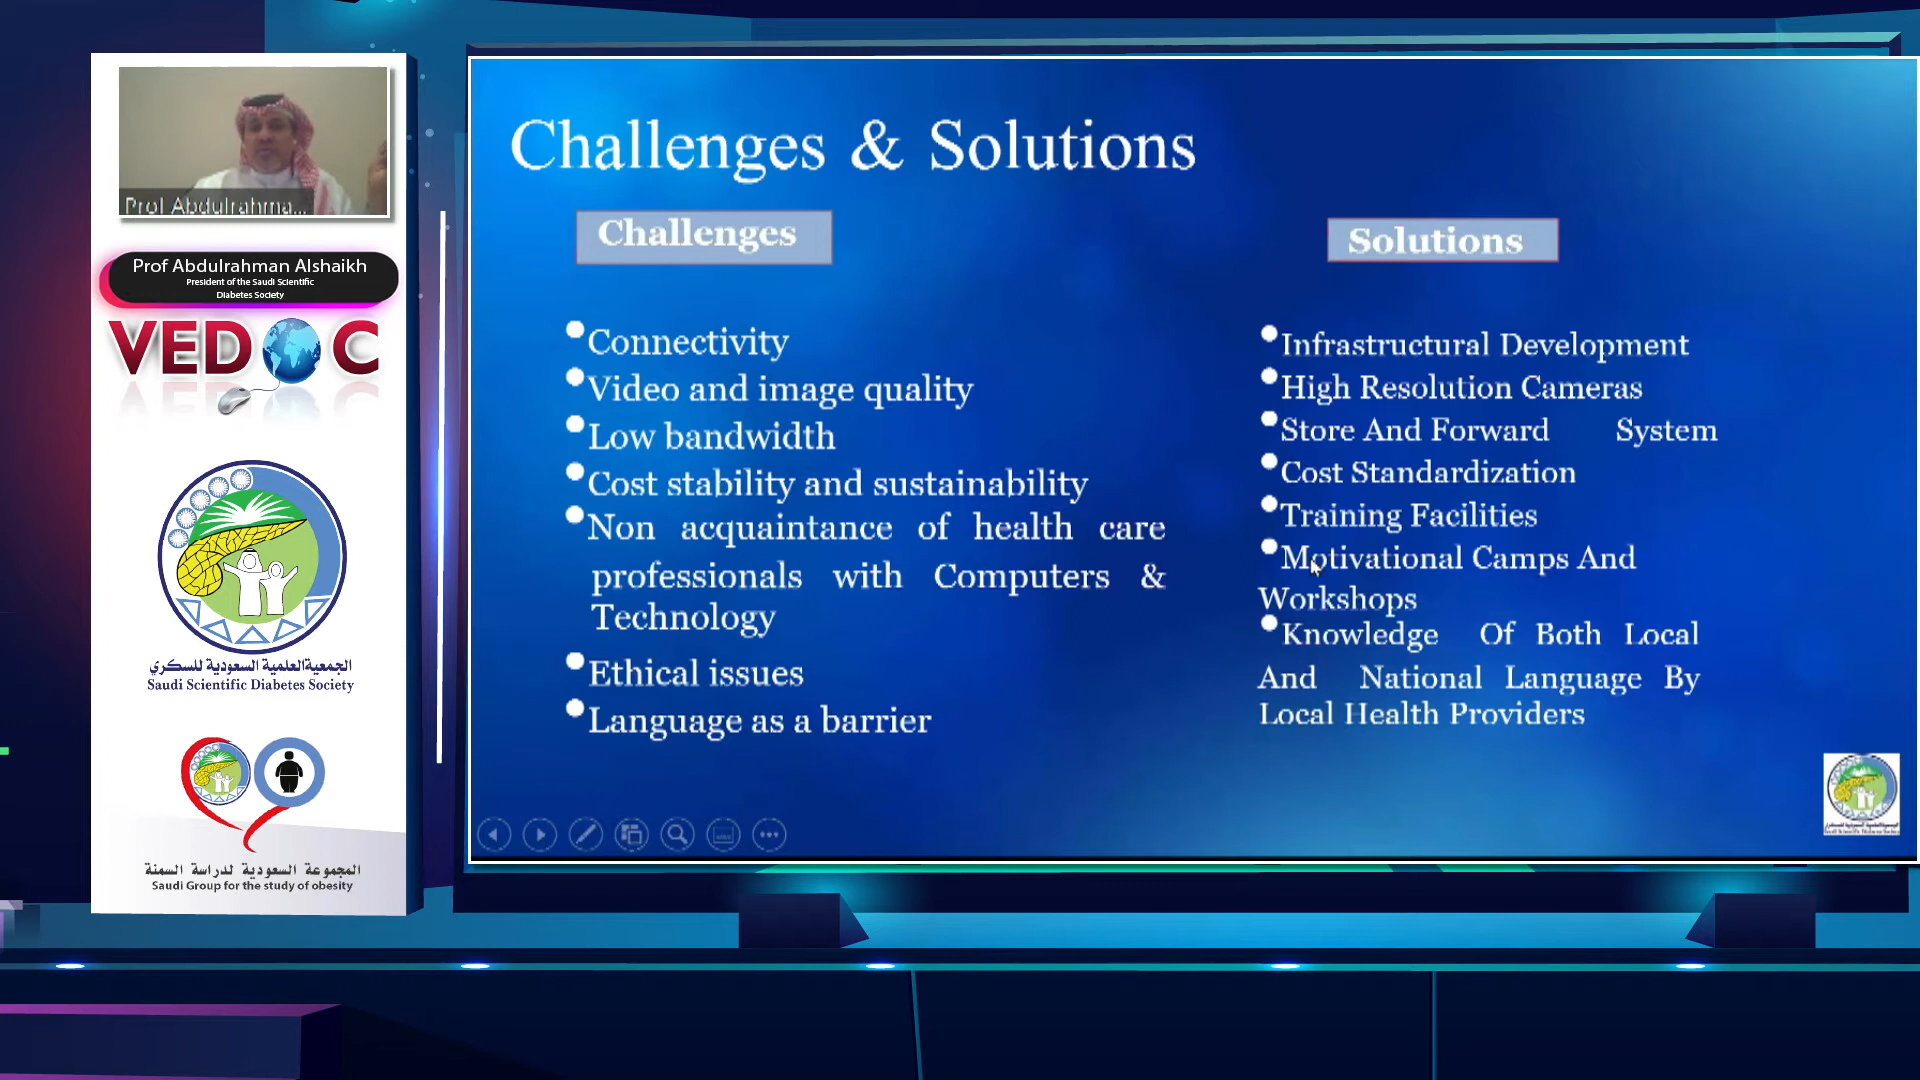 Prof Abdulrahma...
Prof Abdulrahman Alshaikh
President of the Saudi Scientific
Diabetes Society
VEDOC
الجمعية العلمية السعودية للسكري
Saudi Scientific Diabetes Society
المجموعة السعودية لدراسة السمنة
Saudi Group for the study of obesity
Challenges & Solutions
Challenges
Connectivity
Video and image quality
Low bandwidth
Cost stability and sustainability
Non acquaintance of health care
professionals with Computers &
Technology
Ethical issues
Language as a barrier
Solutions
Infrastructural Development
High Resolution Cameras
Store And Forward System
Cost Standardization
Training Facilities
Motivational Camps And
Workshops
Knowledge Of Both Local
And National Language By
Local Health Providers